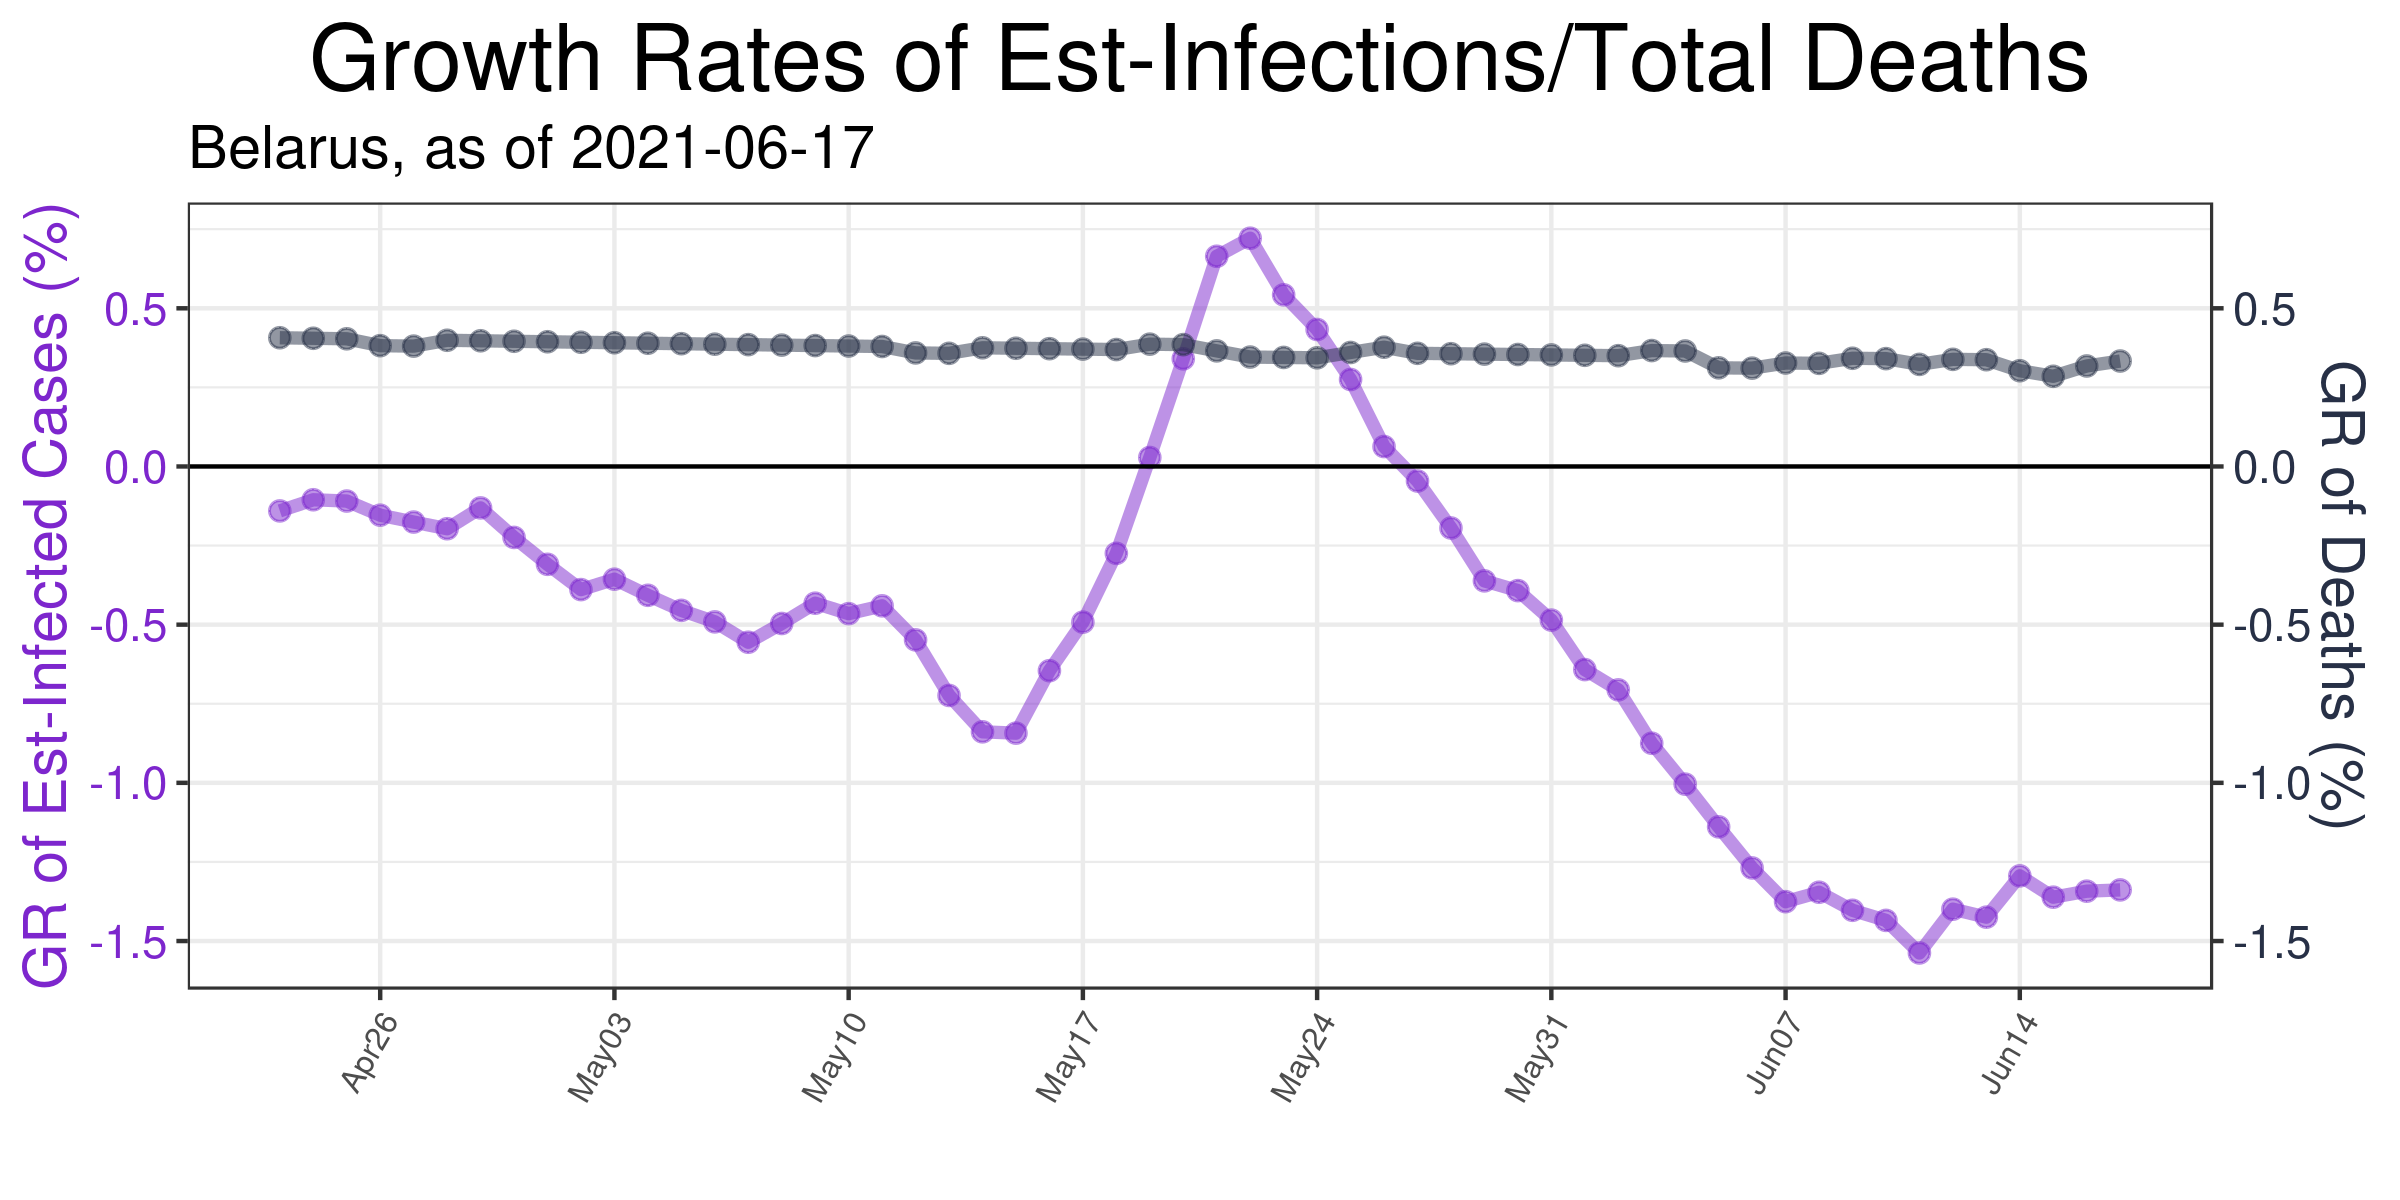 Growth Rates of Est-Infections/Total Deaths
Belarus, as of 2021-06-17
GR of Est-Infected Cases (%)
0.5
0.0
-0.5
-1.0
-1.5
0.5
0.0
-0.5
-1.0
-1.5
GR of Deaths (%)
Apr26
May03
May10
May17
May24
May31
Jun07
Jun14